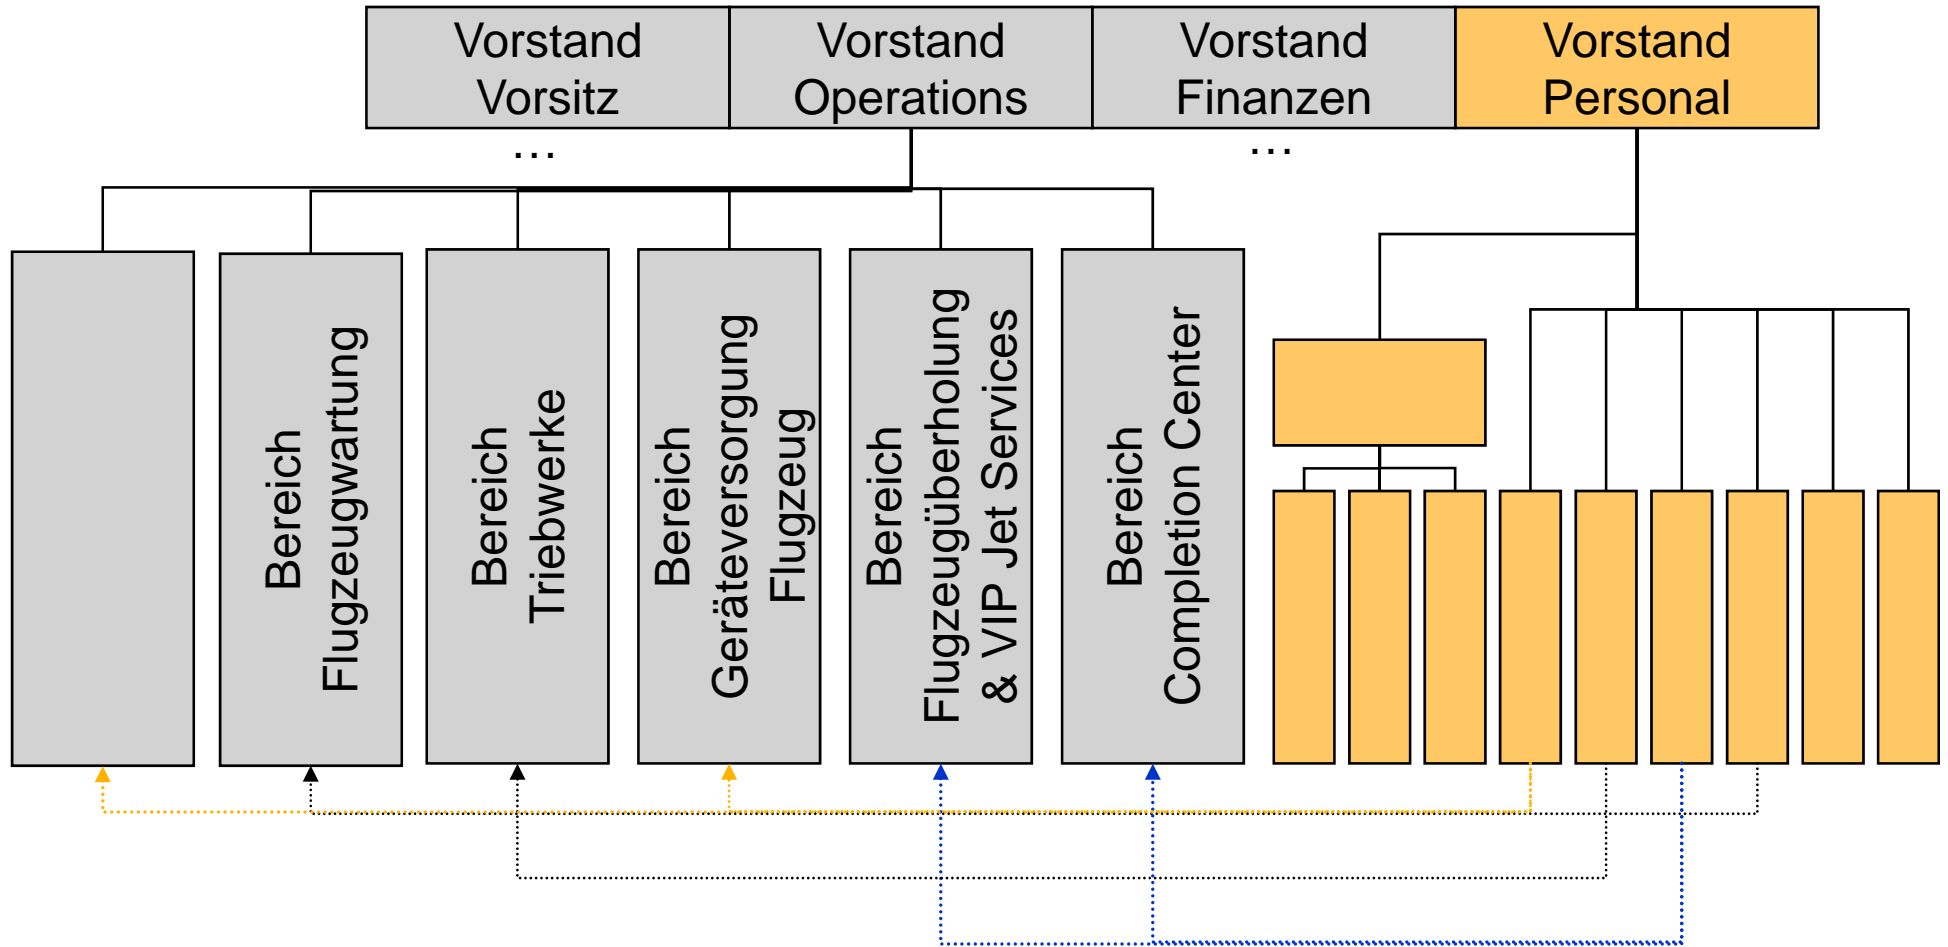 Vorstand
Vorsitz
Vorstand
Operations
Vorstand
Finanzen
Vorstand
Personal
...
...
Bereich
Flugzeugwartung
Bereich
Triebwerke
Bereich
Geräteversorgung
Flugzeug
Bereich
Flugzeugüberholung
& VIP Jet Services
Bereich
Completion Center